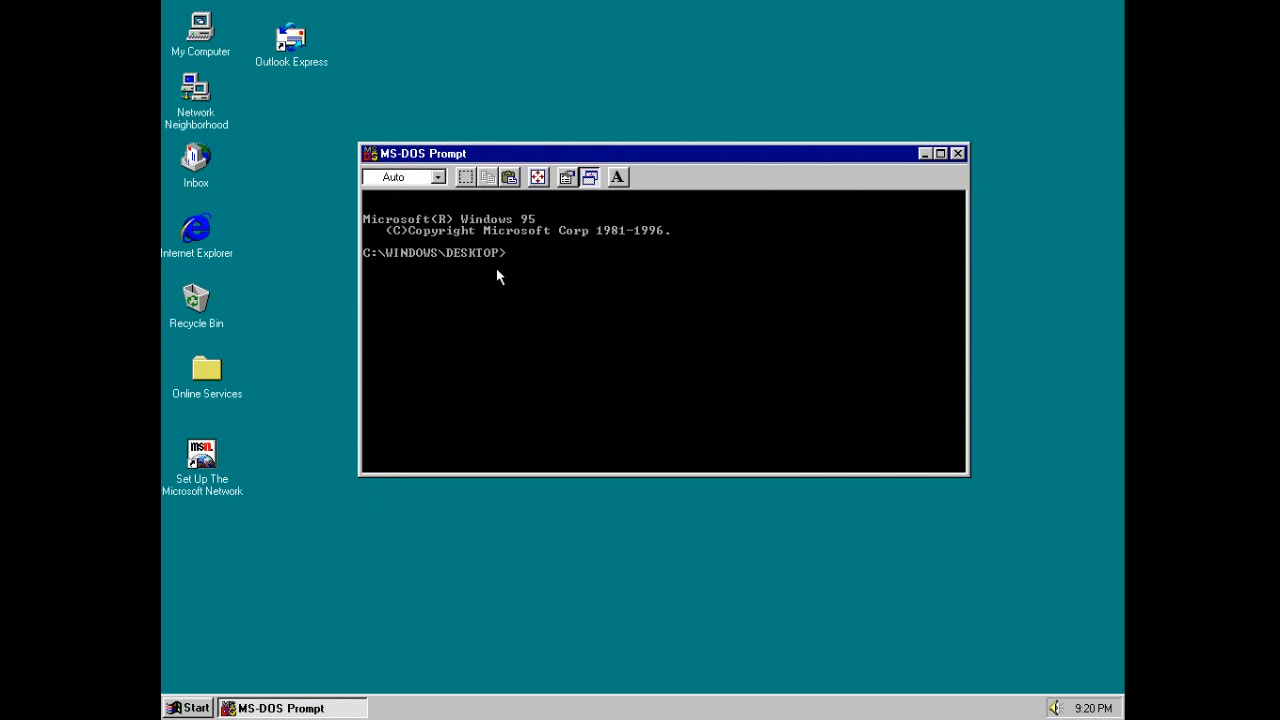 My Computer
Outlook Express
Network
Neighborhood
Inbox
Internet Explorer
Recycle Bin
Online Services
msn.
Set Up The
Microsoft Network
MS-DOS Prompt
Auto
A
Microsoft(R) Windows 95
(C)Copyright Microsoft Corp 1981-1996.
C:\WINDOWS\DESKTOP>
Start
MS-DOS Prompt
9:20 PM